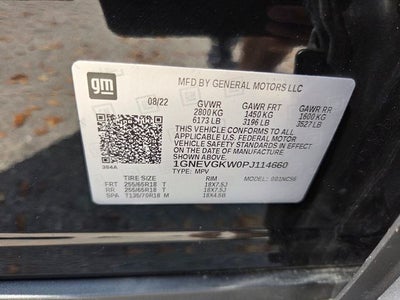 gm
MFD BY GENERAL MOTORS LLC
08/22 GVWR GAWR FRT GAWR RR
2800 KG 1450 KG 1600 KG
6173 LB 3196 LB 3527 LB
THIS VEHICLE CONFORMS TO ALL
APPLICABLE U.S. FEDERAL MOTOR
VEHICLE SAFETY STANDARDS IN EFFECT
ON THE DATE OF MANUFACTURE SHOWN ABOVE.
1GNEVGKW0PJ114660
TYPE: MPV MODEL:
TIRE SIZE RIM
FRT 255/65R18 T 18X7.5J
RR 255/65R18 T 18X7.5J
SPA T135/70R18 M 18X4.5B